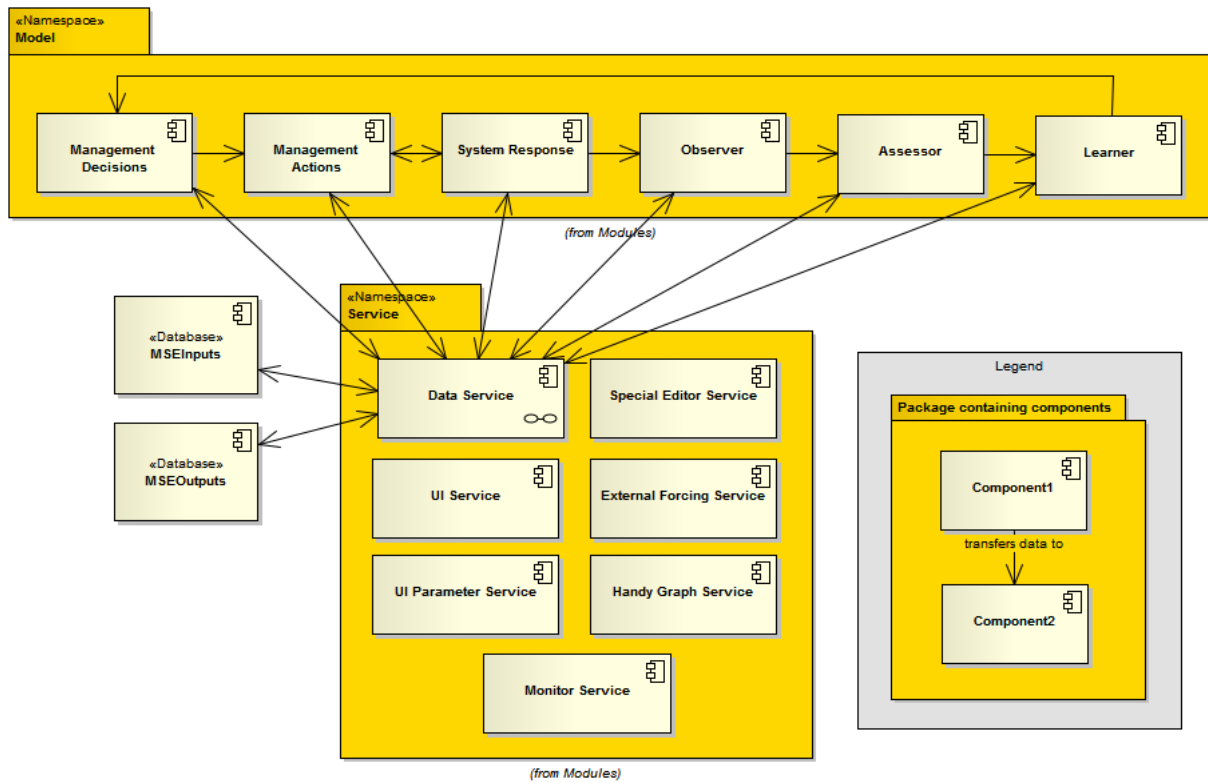 «Namespace»
Model
Management
Decisions
Management
Actions
System Response
Observer
Assessor
Learner
(from Modules)
«Namespace»
Service
«Database»
MSEInputs
«Database»
MSEOutputs
Data Service
Special Editor Service
UI Service
External Forcing Service
UI Parameter Service
Handy Graph Service
Monitor Service
(from Modules)
Legend
Package containing components
Component1
transfers data to
Component2